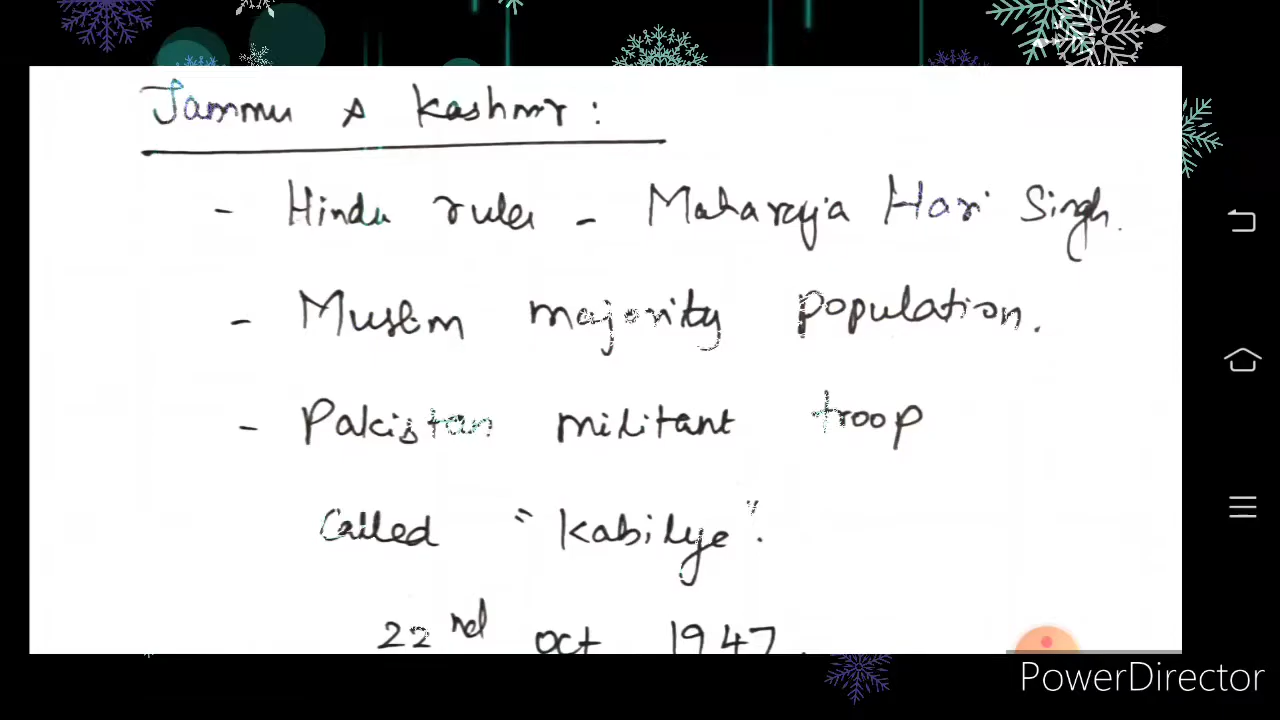 Jammu & Kashmir:
- Hindu ruler - Maharaja Hari Singh.
- Muslim majority population.
- Pakistan militant troop
called "Kabilye".
22nd Oct 1947.
PowerDirector